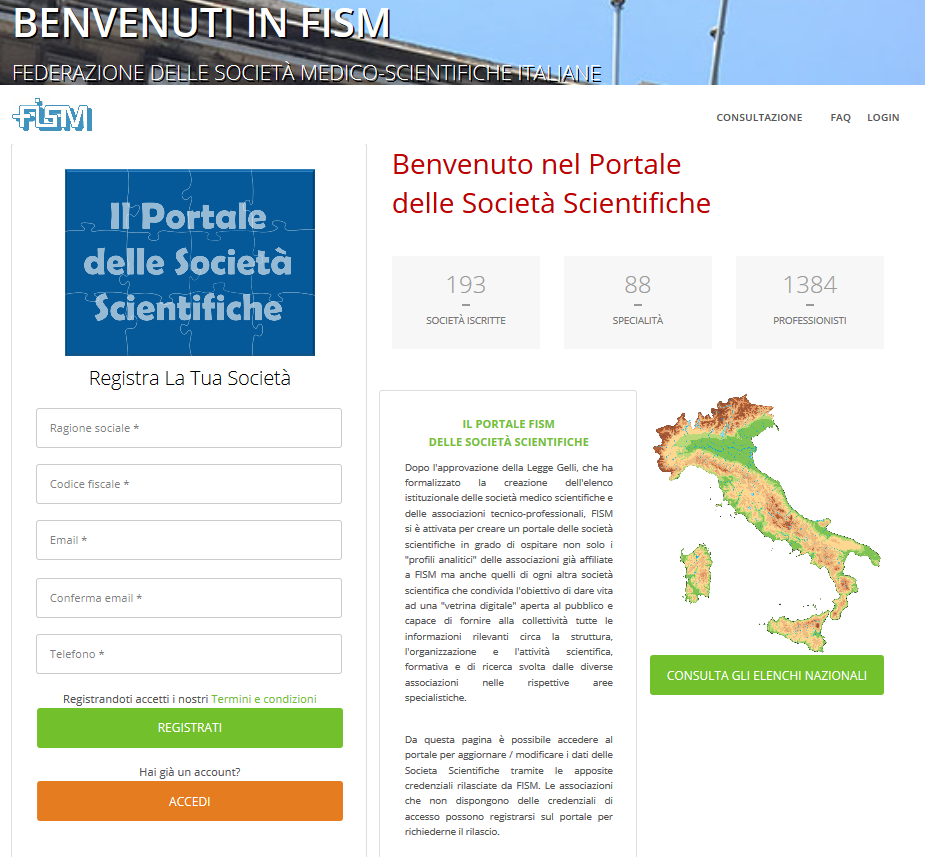 BENVENUTI IN FISM
FEDERAZIONE DELLE SOCIETÀ MEDICO-SCIENTIFICHE ITALIANE
FISM
CONSULTAZIONE
FAQ
LOGIN
Il Portale
delle Società
Scientifiche
Registra La Tua Società
Ragione sociale *
Codice fiscale *
Email *
Conferma email *
Telefono *
Registrandoti accetti i nostri Termini e condizioni
REGISTRATI
Hai già un account?
ACCEDI
Benvenuto nel Portale
delle Società Scientifiche
193
SOCIETÀ ISCRITTE
88
SPECIALITÀ
1384
PROFESSIONISTI
IL PORTALE FISM
DELLE SOCIETÀ SCIENTIFICHE
Dopo l'approvazione della Legge Gelli, che ha
formalizzato la creazione dell'elenco
istituzionale delle società medico scientifiche e
delle associazioni tecnico-professionali, FISM
si è attivata per creare un portale delle società
scientifiche in grado di ospitare non solo i
"profili analitici" delle associazioni già affiliate
a FISM ma anche quelli di ogni altra società
scientifica che condivida l'obiettivo di dare vita
ad una "vetrina digitale" aperta al pubblico e
capace di fornire alla collettività tutte le
informazioni rilevanti circa la struttura,
l'organizzazione e l'attività scientifica,
formativa e di ricerca svolta dalle diverse
associazioni nelle rispettive aree
specialistiche.
Da questa pagina è possibile accedere al
portale per aggiornare / modificare i dati delle
Societa Scientifiche tramite le apposite
credenziali rilasciate da FISM. Le associazioni
che non dispongono delle credenziali di
accesso possono registrarsi sul portale per
richiederne il rilascio.
CONSULTA GLI ELENCHI NAZIONALI